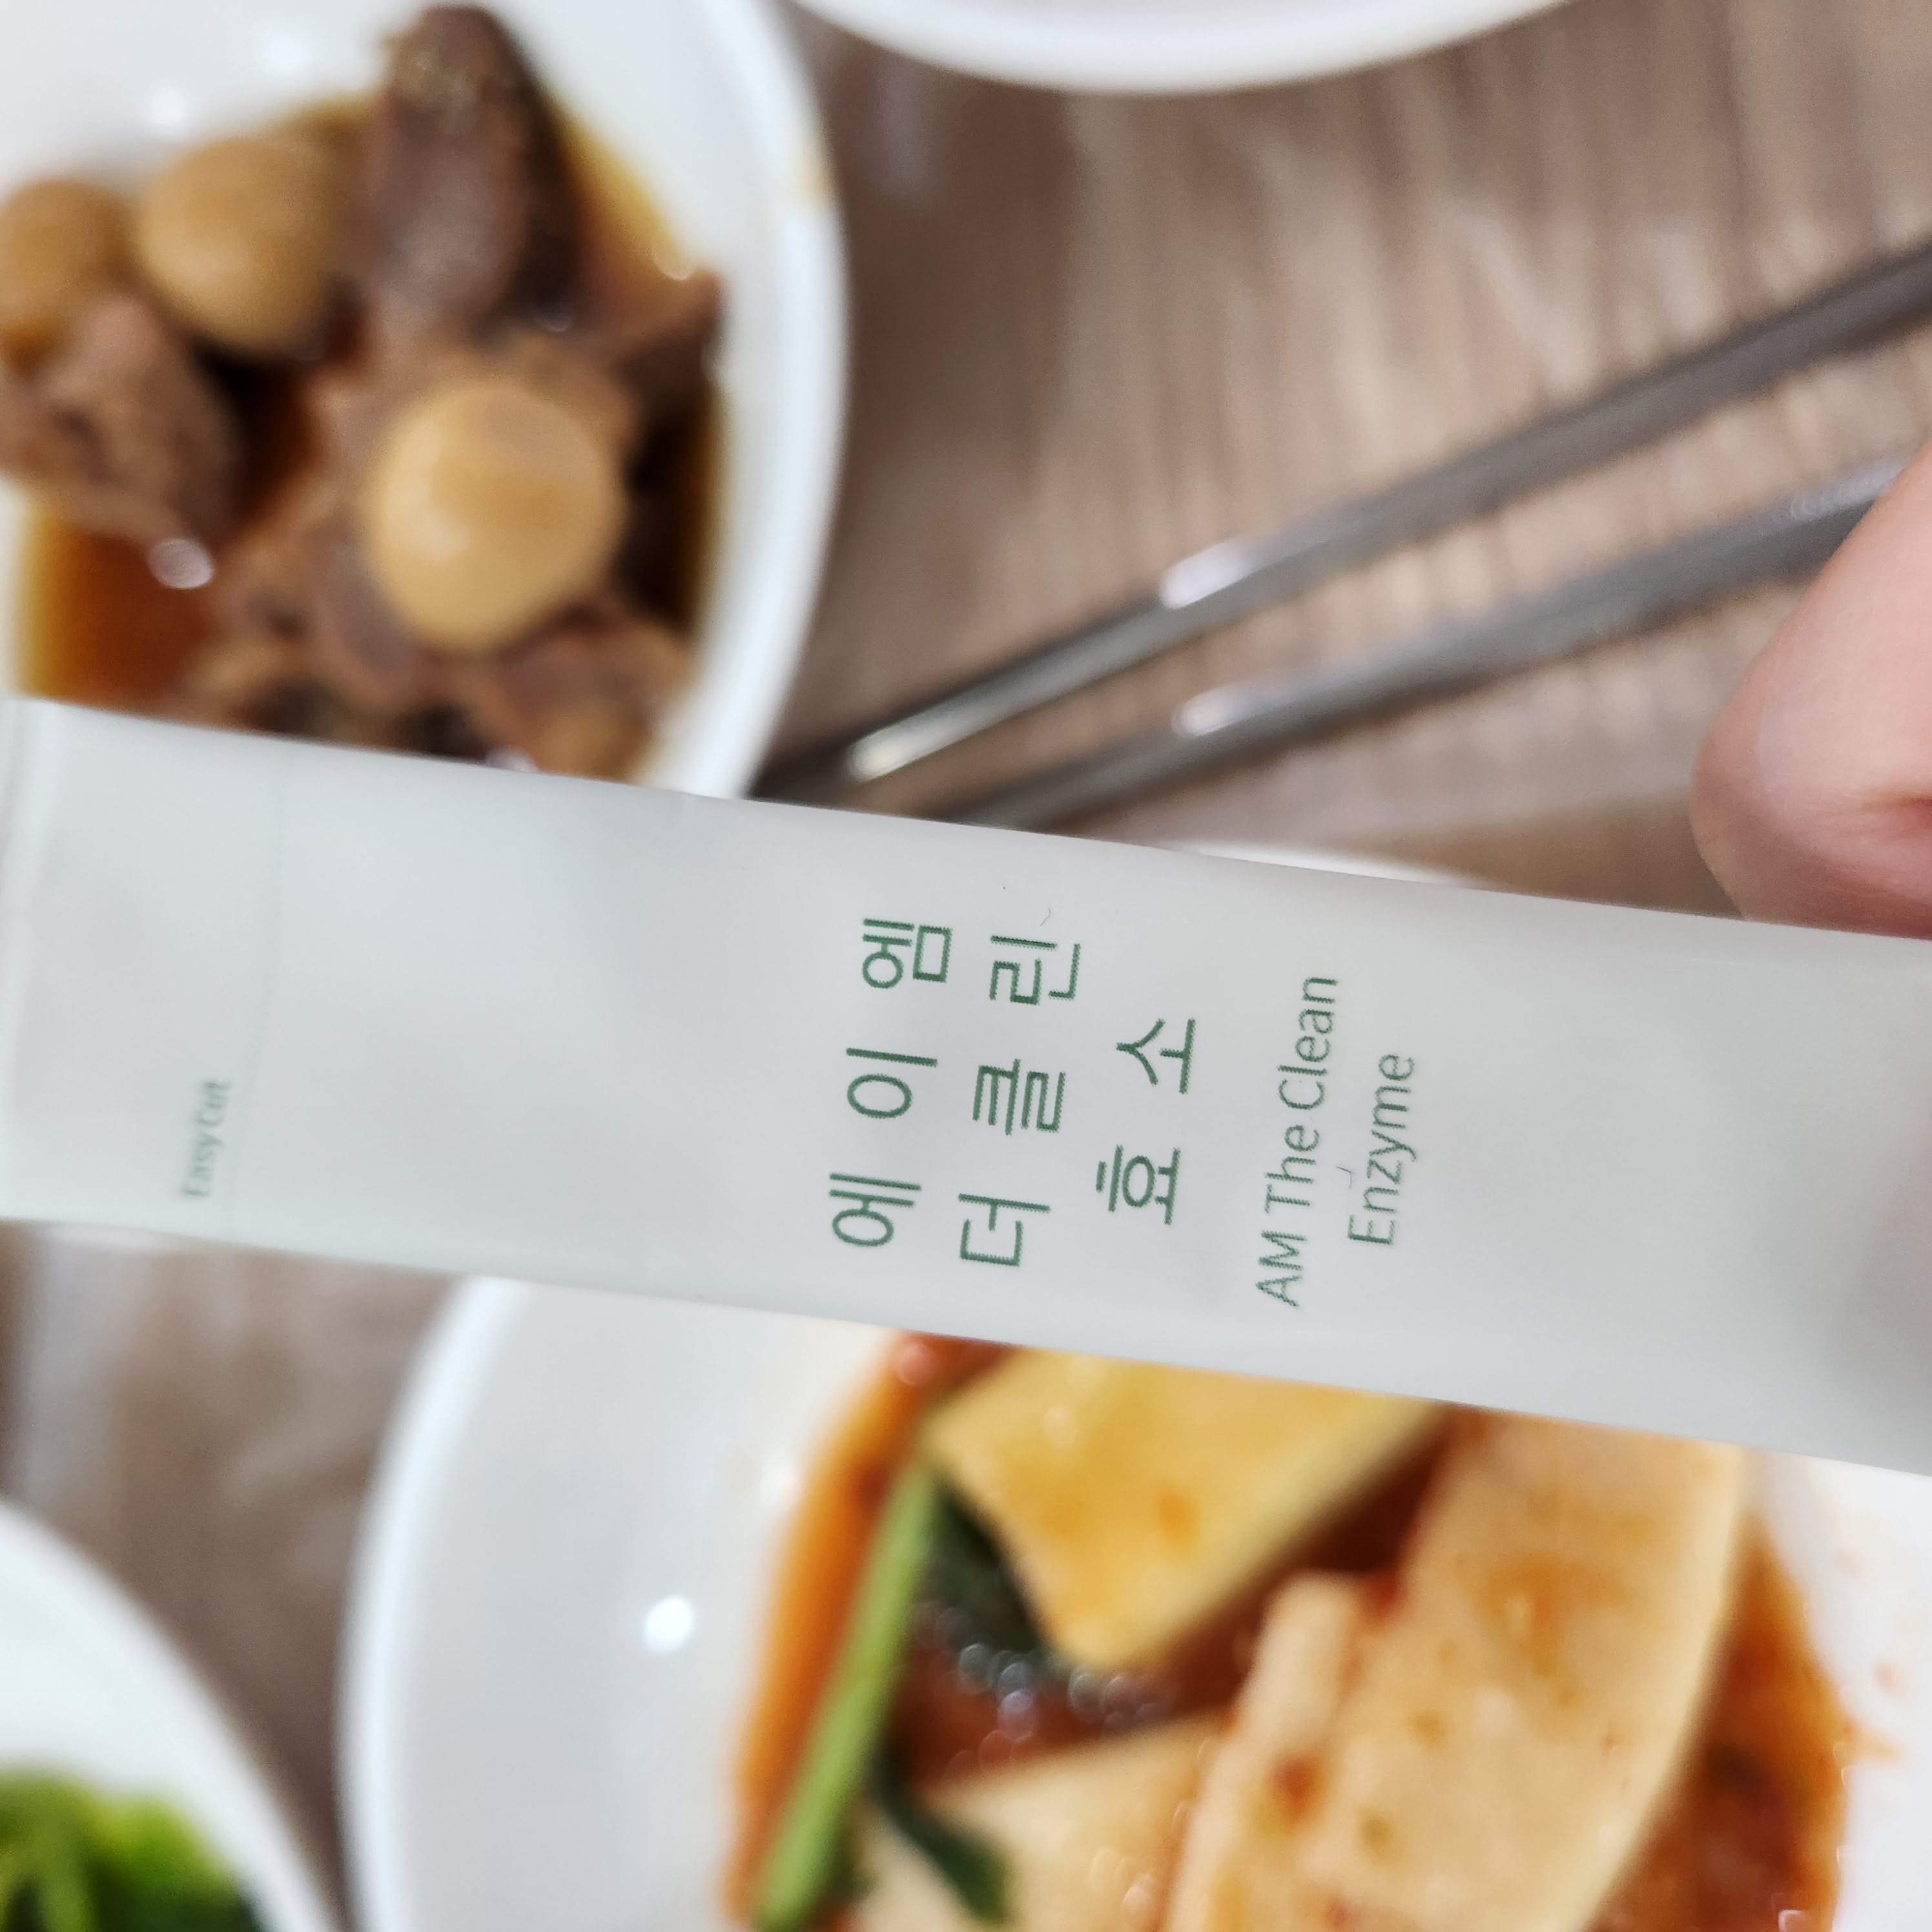 에이엠
더클린
효소
AM The Clean
Enzyme
Easy Cut